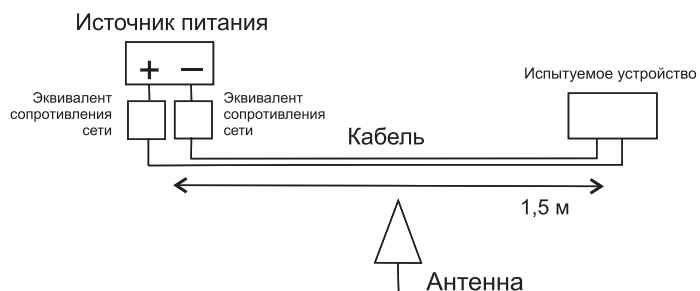 Источник питания
+ −
Эквивалент
сопротивления
сети
Эквивалент
сопротивления
сети
Испытуемое устройство
Кабель
1,5 м
Антенна